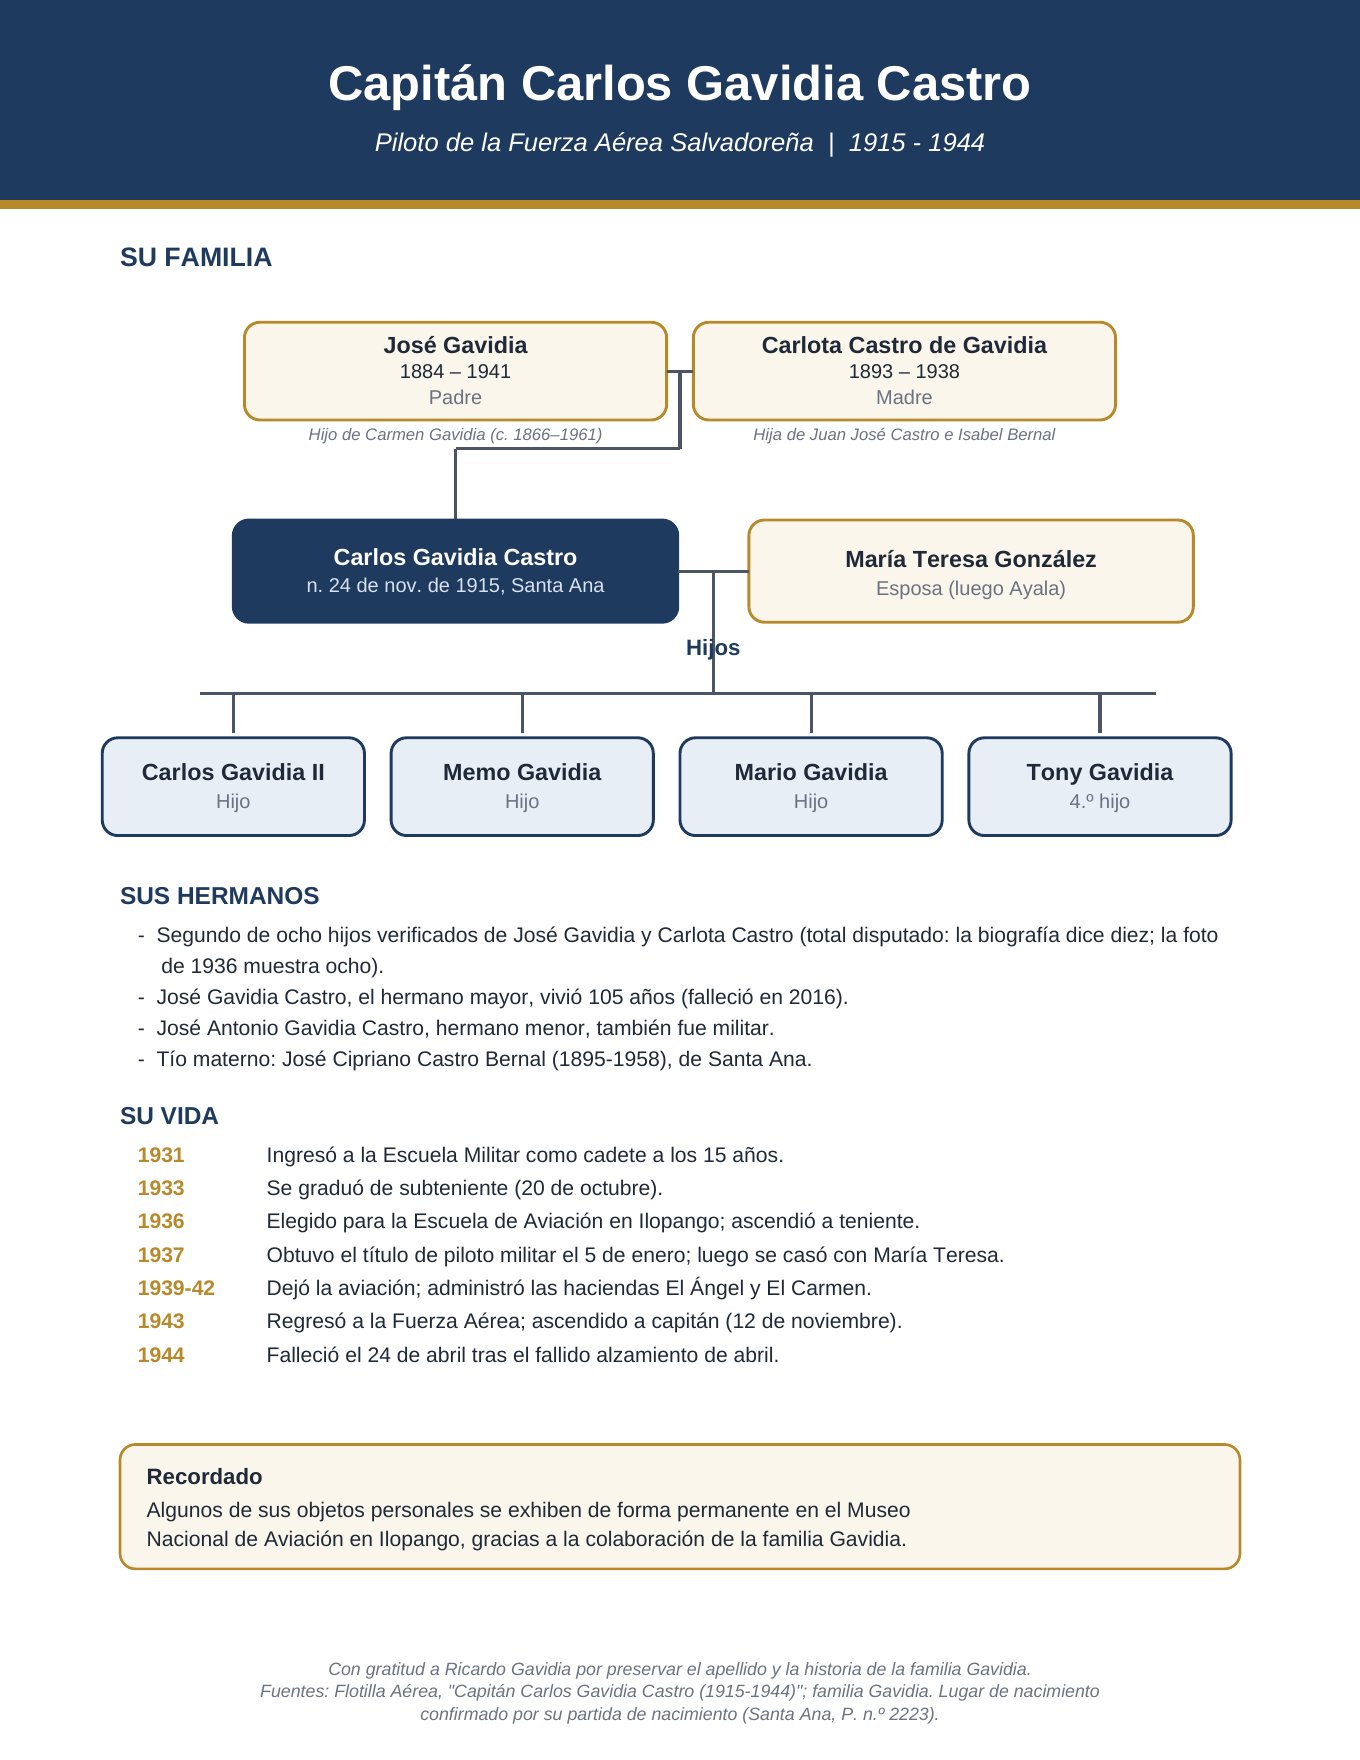 Capitán Carlos Gavidia Castro
Piloto de la Fuerza Aérea Salvadoreña | 1915 - 1944
SU FAMILIA
José Gavidia
1884 – 1941
Padre
Carlota Castro de Gavidia
1893 – 1938
Madre
Hijo de Carmen Gavidia (c. 1866–1961)
Hija de Juan José Castro e Isabel Bernal
Carlos Gavidia Castro
n. 24 de nov. de 1915, Santa Ana
María Teresa González
Esposa (luego Ayala)
Hijos
Carlos Gavidia II
Hijo
Memo Gavidia
Hijo
Mario Gavidia
Hijo
Tony Gavidia
4.º hijo
SUS HERMANOS
- Segundo de ocho hijos verificados de José Gavidia y Carlota Castro (total disputado: la biografía dice diez; la foto
de 1936 muestra ocho).
- José Gavidia Castro, el hermano mayor, vivió 105 años (falleció en 2016).
- José Antonio Gavidia Castro, hermano menor, también fue militar.
- Tío materno: José Cipriano Castro Bernal (1895-1958), de Santa Ana.
SU VIDA
1931 Ingresó a la Escuela Militar como cadete a los 15 años.
1933 Se graduó de subteniente (20 de octubre).
1936 Elegido para la Escuela de Aviación en Ilopango; ascendió a teniente.
1937 Obtuvo el título de piloto militar el 5 de enero; luego se casó con María Teresa.
1939-42 Dejó la aviación; administró las haciendas El Ángel y El Carmen.
1943 Regresó a la Fuerza Aérea; ascendido a capitán (12 de noviembre).
1944 Falleció el 24 de abril tras el fallido alzamiento de abril.
Recordado
Algunos de sus objetos personales se exhiben de forma permanente en el Museo
Nacional de Aviación en Ilopango, gracias a la colaboración de la familia Gavidia.
Con gratitud a Ricardo Gavidia por preservar el apellido y la historia de la familia Gavidia.
Fuentes: Flotilla Aérea, "Capitán Carlos Gavidia Castro (1915-1944)"; familia Gavidia. Lugar de nacimiento
confirmado por su partida de nacimiento (Santa Ana, P. n.º 2223).